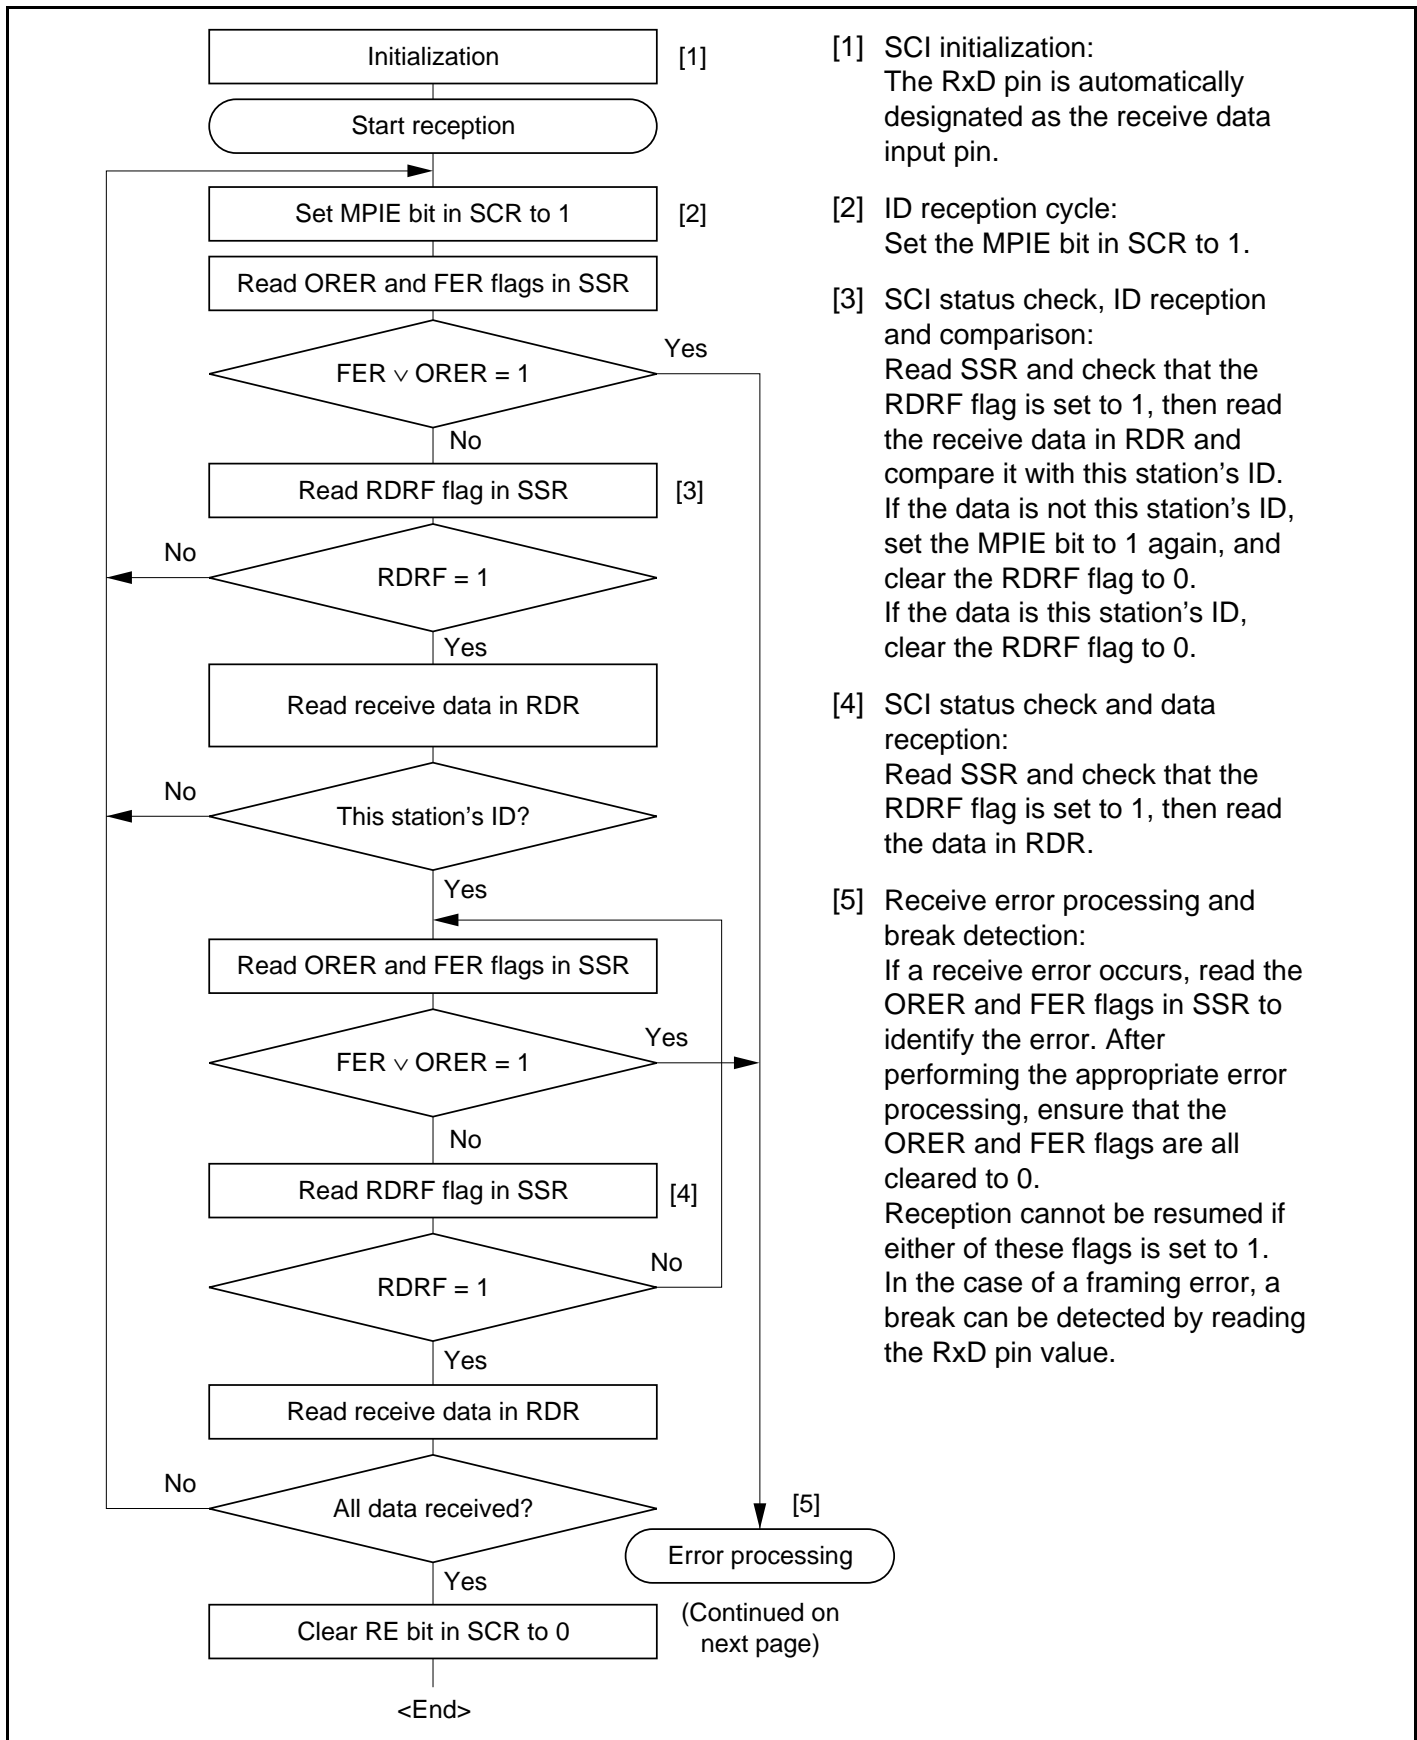 Initialization
[1]
Start reception
Set MPIE bit in SCR to 1
[2]
Read ORER and FER flags in SSR
FER ∨ ORER = 1
Yes
No
Read RDRF flag in SSR
[3]
No
RDRF = 1
Yes
Read receive data in RDR
No
This station's ID?
Yes
Read ORER and FER flags in SSR
FER ∨ ORER = 1
Yes
No
Read RDRF flag in SSR
[4]
RDRF = 1
No
Yes
Read receive data in RDR
No
All data received?
Yes
[5]
Error processing
(Continued on
next page)
Clear RE bit in SCR to 0
<End>
[1] SCI initialization:
The RxD pin is automatically
designated as the receive data
input pin.
[2] ID reception cycle:
Set the MPIE bit in SCR to 1.
[3] SCI status check, ID reception
and comparison:
Read SSR and check that the
RDRF flag is set to 1, then read
the receive data in RDR and
compare it with this station's ID.
If the data is not this station's ID,
set the MPIE bit to 1 again, and
clear the RDRF flag to 0.
If the data is this station's ID,
clear the RDRF flag to 0.
[4] SCI status check and data
reception:
Read SSR and check that the
RDRF flag is set to 1, then read
the data in RDR.
[5] Receive error processing and
break detection:
If a receive error occurs, read the
ORER and FER flags in SSR to
identify the error. After
performing the appropriate error
processing, ensure that the
ORER and FER flags are all
cleared to 0.
Reception cannot be resumed if
either of these flags is set to 1.
In the case of a framing error, a
break can be detected by reading
the RxD pin value.